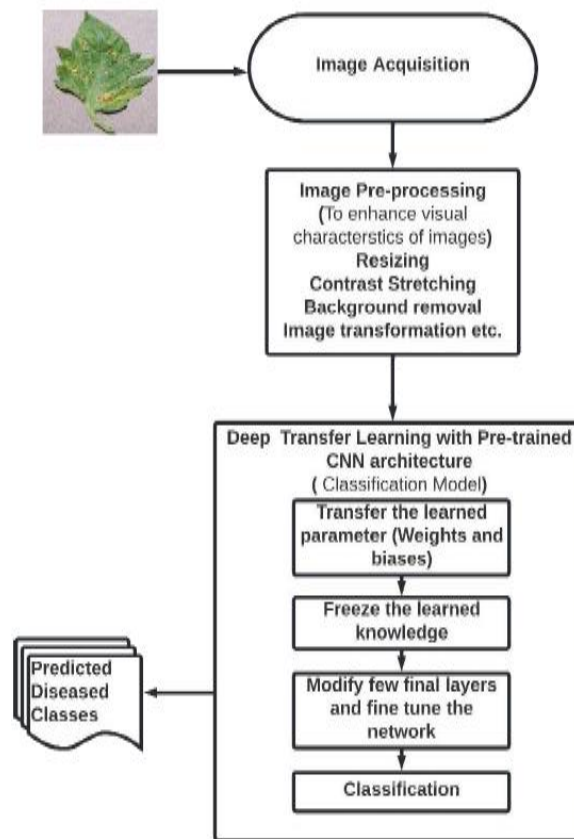 Image Acquisition
Image Pre-processing
(To enhance visual
characterstics of images)
Resizing
Contrast Stretching
Background removal
Image transformation etc.
Deep Transfer Learning with Pre-trained
CNN architecture
( Classification Model)
Transfer the learned
parameter (Weights and
biases)
Freeze the learned
knowledge
Modify few final layers
and fine tune the
network
Classification
Predicted
Diseased
Classes